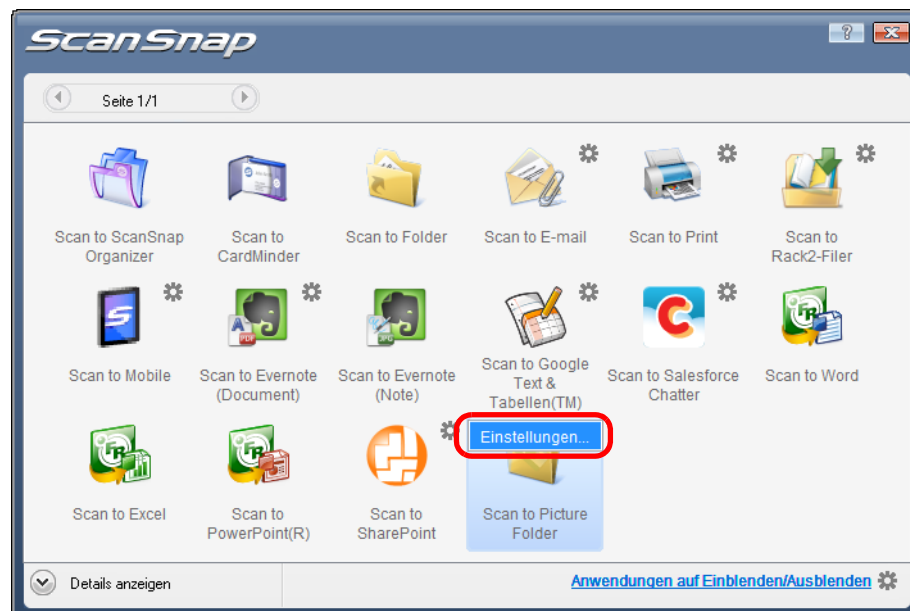 ScanSnap
Seite 1/1
Scan to ScanSnap
Organizer
Scan to
CardMinder
Scan to Folder
Scan to E-mail
Scan to Print
Scan to
Rack2-Filer
Scan to Mobile
Scan to Evernote
(Document)
Scan to Evernote
(Note)
Scan to Google
Text &
Tabellen(TM)
Scan to Salesforce
Chatter
Scan to Word
Scan to Excel
Scan to
PowerPoint(R)
Scan to
SharePoint
Einstellungen...
Scan to Picture
Folder
Details anzeigen
Anwendungen auf Einblenden/Ausblenden